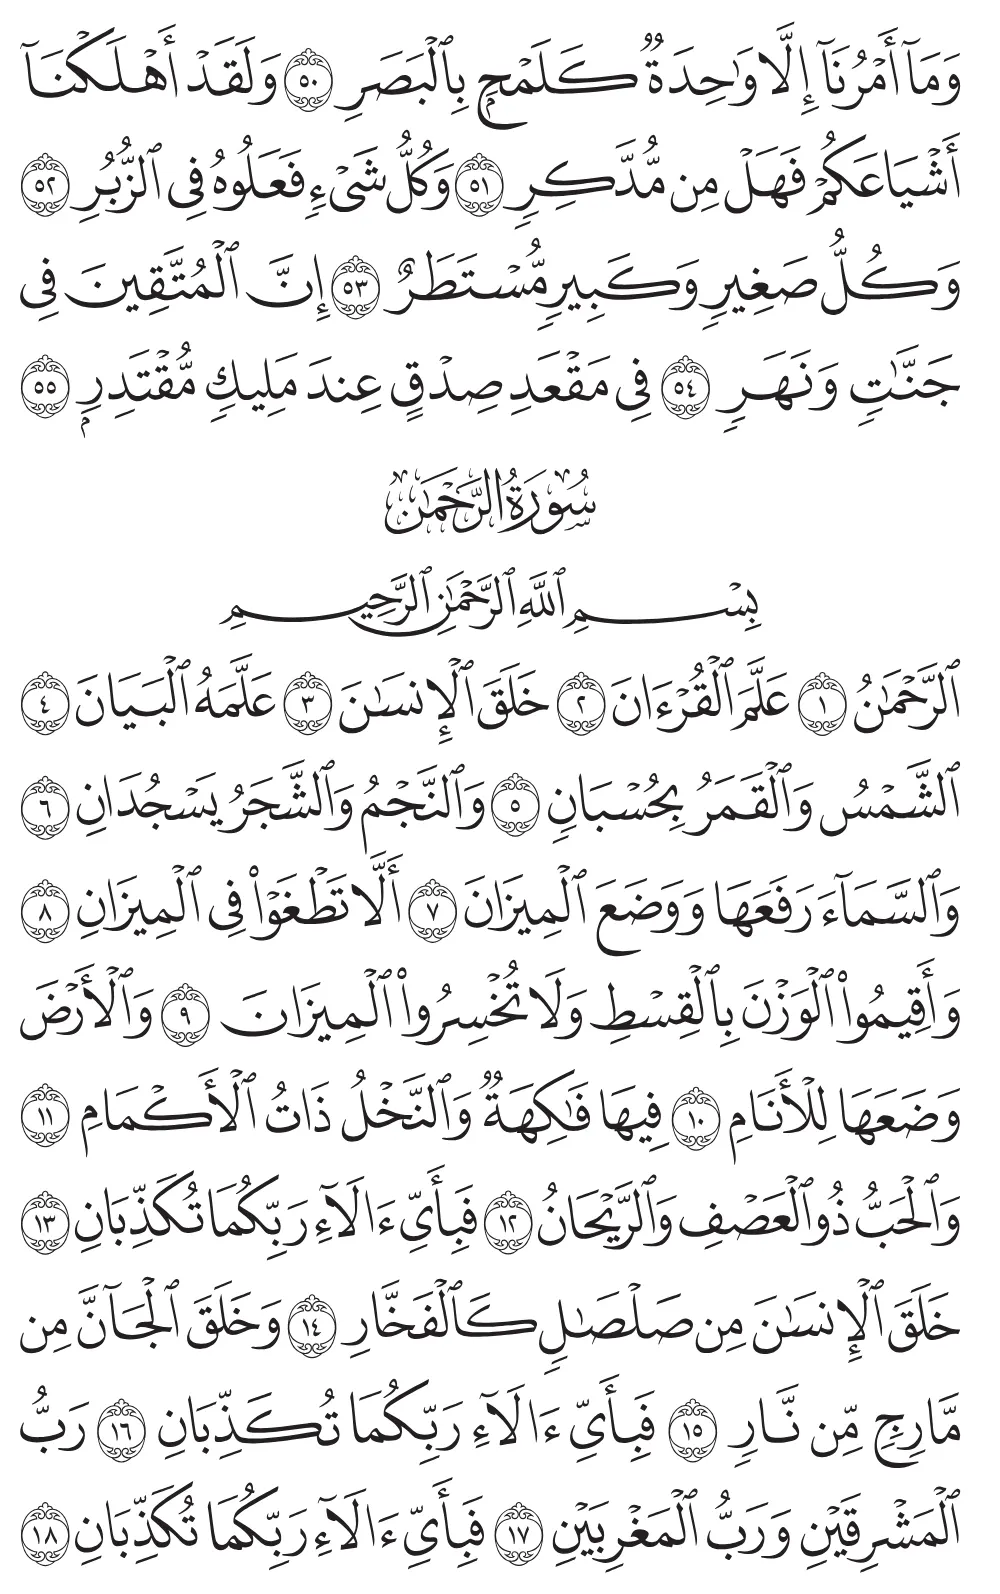 وَمَآ أَمْرُنَآ إِلَّا وَٰحِدَةٌ كَلَمْحٍۭ بِٱلْبَصَرِ ٥٠ وَلَقَدْ أَهْلَكْنَآ
أَشْيَاعَكُمْ فَهَلْ مِن مُّدَّكِرٍ ٥١ وَكُلُّ شَىْءٍ فَعَلُوهُ فِى ٱلزُّبُرِ ٥٢
وَكُلُّ صَغِيرٍ وَكَبِيرٍ مُّسْتَطَرٌ ٥٣ إِنَّ ٱلْمُتَّقِينَ فِى
جَنَّٰتٍ وَنَهَرٍ ٥٤ فِى مَقْعَدِ صِدْقٍ عِندَ مَلِيكٍ مُّقْتَدِرٍۭ ٥٥
سُورَةُ الرَّحْمَٰن
بِسْمِ ٱللَّهِ ٱلرَّحْمَٰنِ ٱلرَّحِيمِ
ٱلرَّحْمَٰنُ ١ عَلَّمَ ٱلْقُرْءَانَ ٢ خَلَقَ ٱلْإِنسَٰنَ ٣ عَلَّمَهُ ٱلْبَيَانَ ٤
ٱلشَّمْسُ وَٱلْقَمَرُ بِحُسْبَانٍ ٥ وَٱلنَّجْمُ وَٱلشَّجَرُ يَسْجُدَانِ ٦
وَٱلسَّمَآءَ رَفَعَهَا وَوَضَعَ ٱلْمِيزَانَ ٧ أَلَّا تَطْغَوْا۟ فِى ٱلْمِيزَانِ ٨
وَأَقِيمُوا۟ ٱلْوَزْنَ بِٱلْقِسْطِ وَلَا تُخْسِرُوا۟ ٱلْمِيزَانَ ٩ وَٱلْأَرْضَ
وَضَعَهَا لِلْأَنَامِ ١٠ فِيهَا فَٰكِهَةٌ وَٱلنَّخْلُ ذَاتُ ٱلْأَكْمَامِ ١١
وَٱلْحَبُّ ذُو ٱلْعَصْفِ وَٱلرَّيْحَانُ ١٢ فَبِأَىِّ ءَالَآءِ رَبِّكُمَا تُكَذِّبَانِ ١٣
خَلَقَ ٱلْإِنسَٰنَ مِن صَلْصَٰلٍ كَٱلْفَخَّارِ ١٤ وَخَلَقَ ٱلْجَآنَّ مِن
مَّارِجٍ مِّن نَّارٍ ١٥ فَبِأَىِّ ءَالَآءِ رَبِّكُمَا تُكَذِّبَانِ ١٦ رَبُّ
ٱلْمَشْرِقَيْنِ وَرَبُّ ٱلْمَغْرِبَيْنِ ١٧ فَبِأَىِّ ءَالَآءِ رَبِّكُمَا تُكَذِّبَانِ ١٨